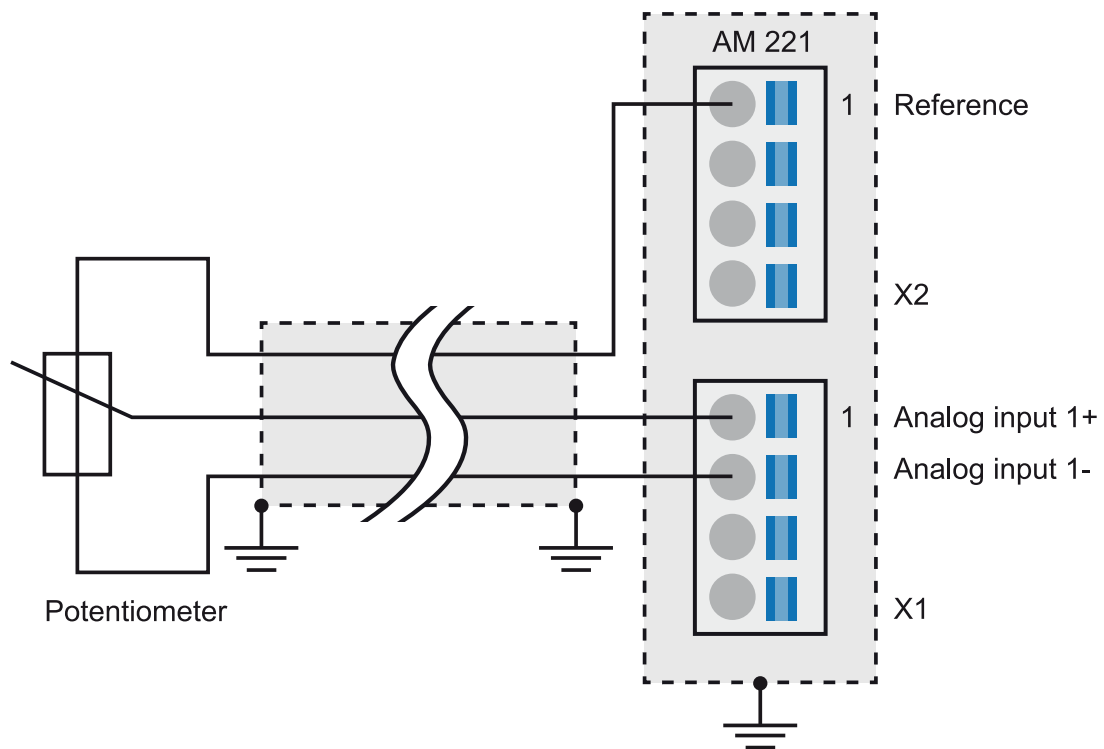 AM 221
1 Reference
X2
1 Analog input 1+
Analog input 1-
X1
Potentiometer